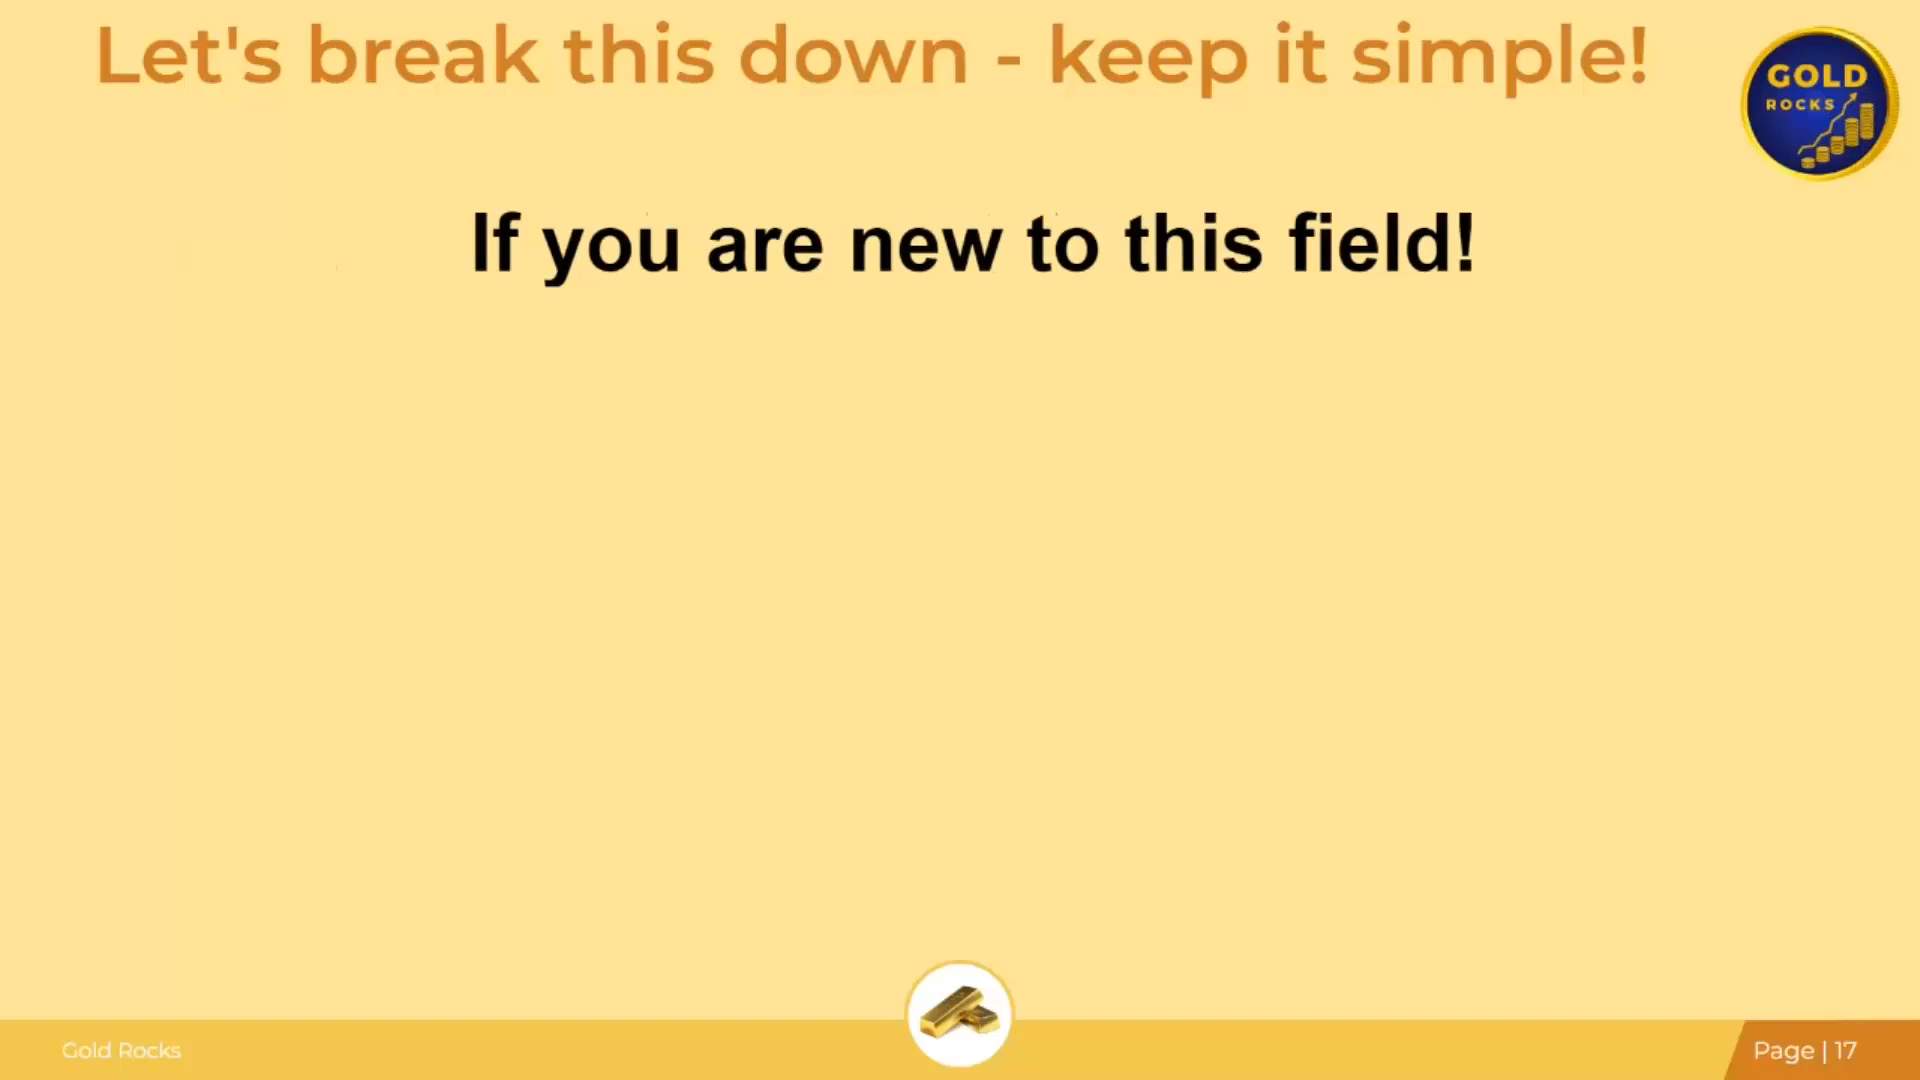 Let's break this down - keep it simple!
GOLD
ROCKS
If you are new to this field!
Gold Rocks
Page | 17